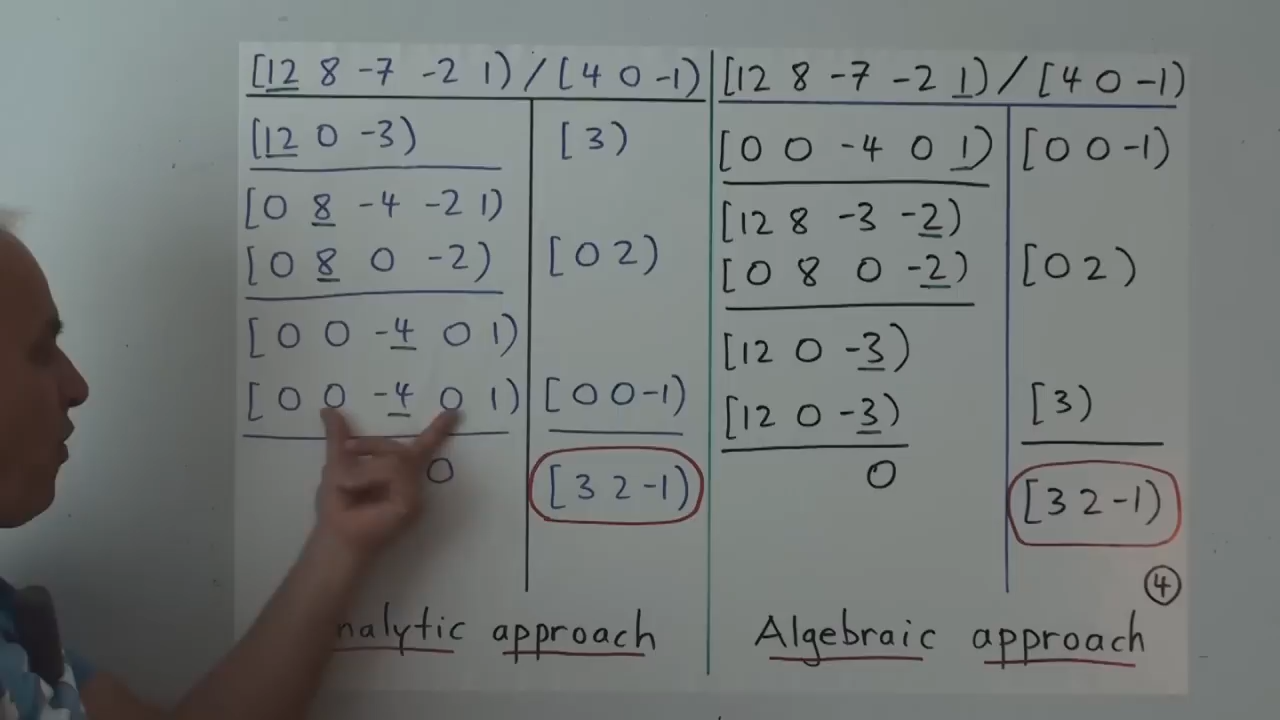 [12 8 -7 -2 1) / [4 0 -1)
[12 0 -3) [3)
[0 8 -4 -2 1)
[0 8 0 -2) [0 2)
[0 0 -4 0 1)
[0 0 -4 0 1) [0 0 -1)
0 [3 2 -1)
nalytic approach
[12 8 -7 -2 1) / [4 0 -1)
[0 0 -4 0 1) [0 0 -1)
[12 8 -3 -2)
[0 8 0 -2) [0 2)
[12 0 -3)
[12 0 -3) [3)
0 [3 2 -1)
4
Algebraic approach